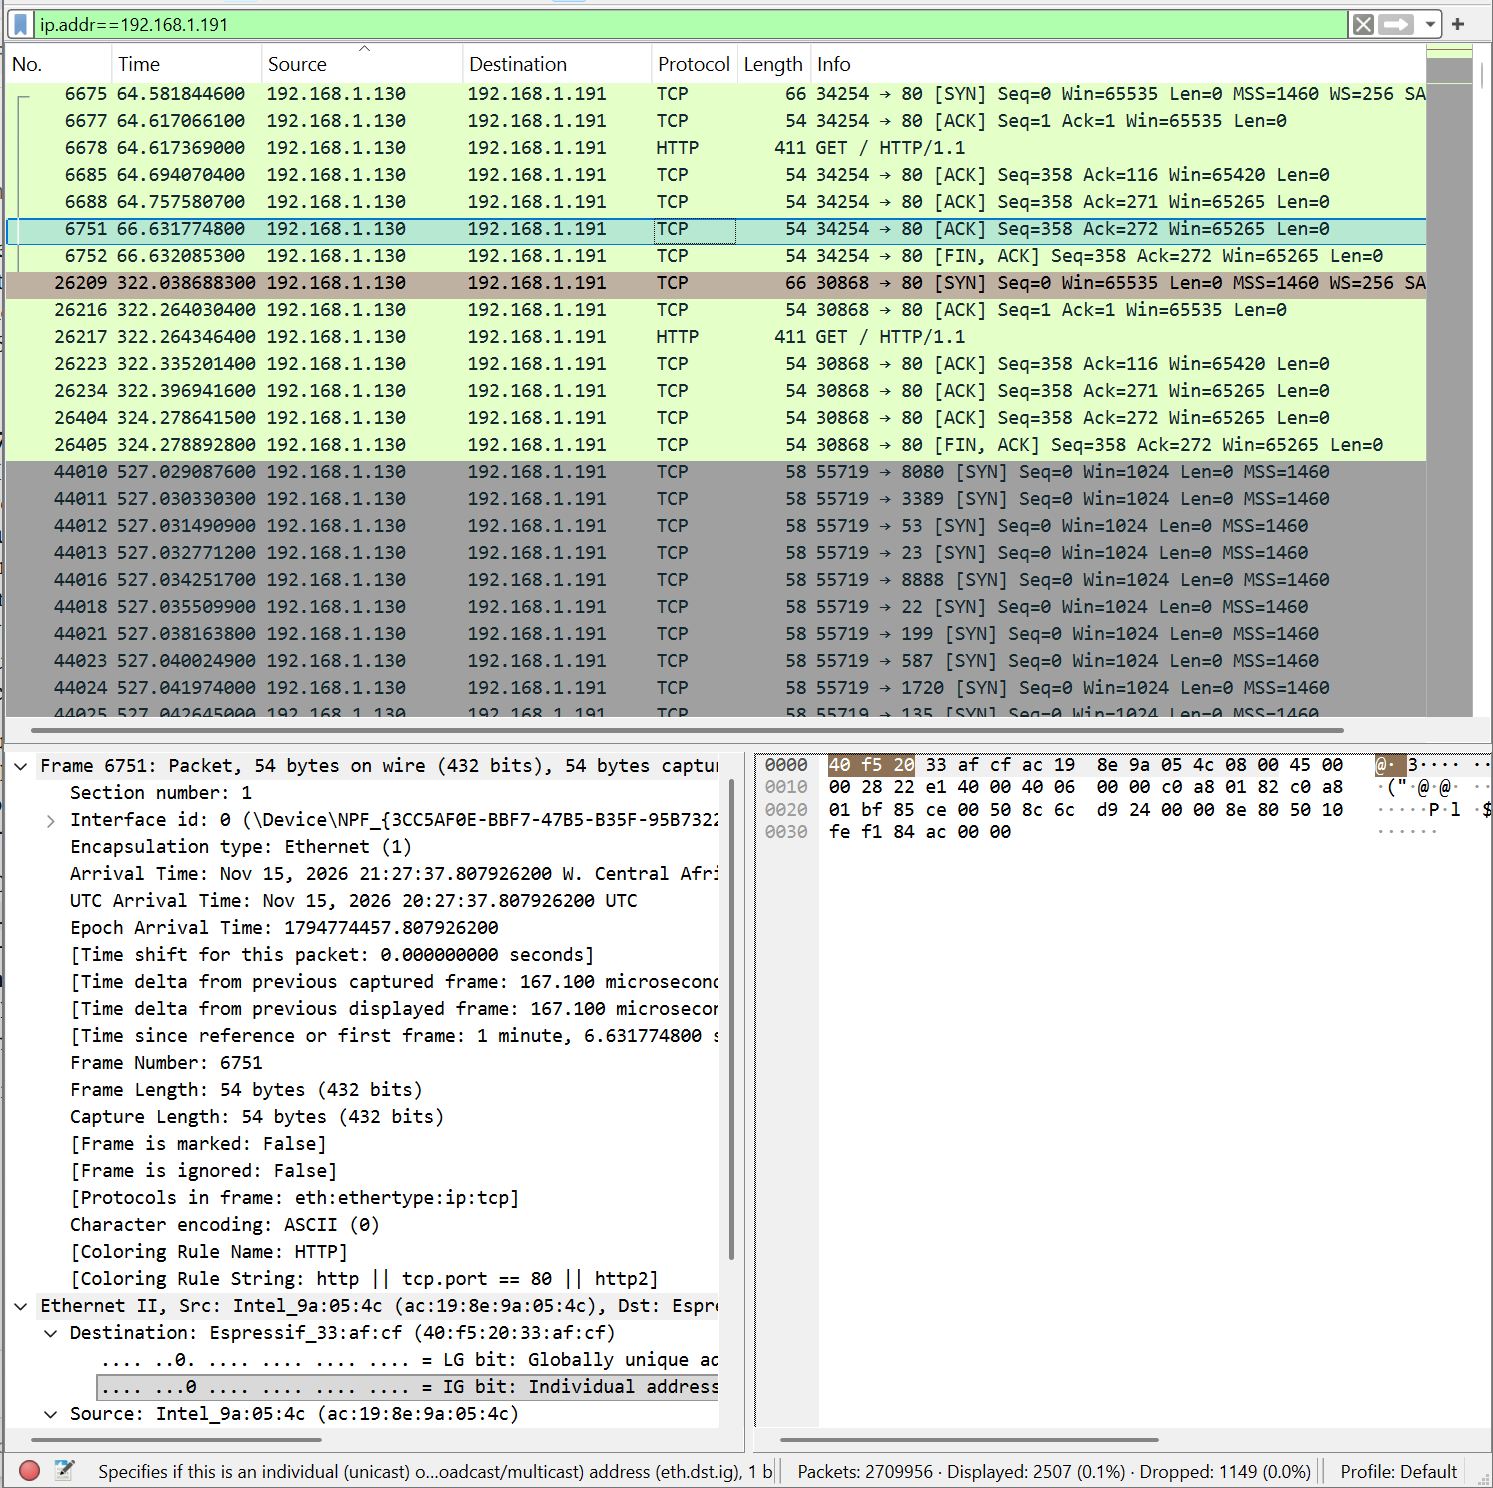 ip.addr==192.168.1.191
No. Time Source Destination Protocol Length Info
6675 64.581844600 192.168.1.130 192.168.1.191 TCP 66 34254 → 80 [SYN] Seq=0 Win=65535 Len=0 MSS=1460 WS=256 SA
6677 64.617066100 192.168.1.130 192.168.1.191 TCP 54 34254 → 80 [ACK] Seq=1 Ack=1 Win=65535 Len=0
6678 64.617369000 192.168.1.130 192.168.1.191 HTTP 411 GET / HTTP/1.1
6685 64.694070400 192.168.1.130 192.168.1.191 TCP 54 34254 → 80 [ACK] Seq=358 Ack=116 Win=65420 Len=0
6688 64.757580700 192.168.1.130 192.168.1.191 TCP 54 34254 → 80 [ACK] Seq=358 Ack=271 Win=65265 Len=0
6751 66.631774800 192.168.1.130 192.168.1.191 TCP 54 34254 → 80 [ACK] Seq=358 Ack=272 Win=65265 Len=0
6752 66.632085300 192.168.1.130 192.168.1.191 TCP 54 34254 → 80 [FIN, ACK] Seq=358 Ack=272 Win=65265 Len=0
26209 322.038688300 192.168.1.130 192.168.1.191 TCP 66 30868 → 80 [SYN] Seq=0 Win=65535 Len=0 MSS=1460 WS=256 SA
26216 322.264030400 192.168.1.130 192.168.1.191 TCP 54 30868 → 80 [ACK] Seq=1 Ack=1 Win=65535 Len=0
26217 322.264346400 192.168.1.130 192.168.1.191 HTTP 411 GET / HTTP/1.1
26223 322.335201400 192.168.1.130 192.168.1.191 TCP 54 30868 → 80 [ACK] Seq=358 Ack=116 Win=65420 Len=0
26234 322.396941600 192.168.1.130 192.168.1.191 TCP 54 30868 → 80 [ACK] Seq=358 Ack=271 Win=65265 Len=0
26404 324.278641500 192.168.1.130 192.168.1.191 TCP 54 30868 → 80 [ACK] Seq=358 Ack=272 Win=65265 Len=0
26405 324.278892800 192.168.1.130 192.168.1.191 TCP 54 30868 → 80 [FIN, ACK] Seq=358 Ack=272 Win=65265 Len=0
44010 527.029087600 192.168.1.130 192.168.1.191 TCP 58 55719 → 8080 [SYN] Seq=0 Win=1024 Len=0 MSS=1460
44011 527.030330300 192.168.1.130 192.168.1.191 TCP 58 55719 → 3389 [SYN] Seq=0 Win=1024 Len=0 MSS=1460
44012 527.031490900 192.168.1.130 192.168.1.191 TCP 58 55719 → 53 [SYN] Seq=0 Win=1024 Len=0 MSS=1460
44013 527.032771200 192.168.1.130 192.168.1.191 TCP 58 55719 → 23 [SYN] Seq=0 Win=1024 Len=0 MSS=1460
44016 527.034251700 192.168.1.130 192.168.1.191 TCP 58 55719 → 8888 [SYN] Seq=0 Win=1024 Len=0 MSS=1460
44018 527.035509900 192.168.1.130 192.168.1.191 TCP 58 55719 → 22 [SYN] Seq=0 Win=1024 Len=0 MSS=1460
44021 527.038163800 192.168.1.130 192.168.1.191 TCP 58 55719 → 199 [SYN] Seq=0 Win=1024 Len=0 MSS=1460
44023 527.040024900 192.168.1.130 192.168.1.191 TCP 58 55719 → 587 [SYN] Seq=0 Win=1024 Len=0 MSS=1460
44024 527.041974000 192.168.1.130 192.168.1.191 TCP 58 55719 → 1720 [SYN] Seq=0 Win=1024 Len=0 MSS=1460
44025 527.042645000 192.168.1.130 192.168.1.191 TCP 58 55719 → 135 [SYN] Seq=0 Win=1024 Len=0 MSS=1460
Frame 6751: Packet, 54 bytes on wire (432 bits), 54 bytes captur
Section number: 1
Interface id: 0 (\Device\NPF_{3CC5AF0E-BBF7-47B5-B35F-95B7322
Encapsulation type: Ethernet (1)
Arrival Time: Nov 15, 2026 21:27:37.807926200 W. Central Afri
UTC Arrival Time: Nov 15, 2026 20:27:37.807926200 UTC
Epoch Arrival Time: 1794774457.807926200
[Time shift for this packet: 0.000000000 seconds]
[Time delta from previous captured frame: 167.100 microsecond
[Time delta from previous displayed frame: 167.100 microsecon
[Time since reference or first frame: 1 minute, 6.631774800 s
Frame Number: 6751
Frame Length: 54 bytes (432 bits)
Capture Length: 54 bytes (432 bits)
[Frame is marked: False]
[Frame is ignored: False]
[Protocols in frame: eth:ethertype:ip:tcp]
Character encoding: ASCII (0)
[Coloring Rule Name: HTTP]
[Coloring Rule String: http || tcp.port == 80 || http2]
Ethernet II, Src: Intel_9a:05:4c (ac:19:8e:9a:05:4c), Dst: Espre
Destination: Espressif_33:af:cf (40:f5:20:33:af:cf)
.... ..0. .... .... .... .... = LG bit: Globally unique ad
.... ...0 .... .... .... .... = IG bit: Individual address
Source: Intel_9a:05:4c (ac:19:8e:9a:05:4c)
0000 40 f5 20 33 af cf ac 19 8e 9a 05 4c 08 00 45 00 @· 3···· ··
0010 00 28 22 e1 40 00 40 06 00 00 c0 a8 01 82 c0 a8 ·("·@·@· ··
0020 01 bf 85 ce 00 50 8c 6c d9 24 00 00 8e 80 50 10 ·····P·l ·$
0030 fe f1 84 ac 00 00 ······
Specifies if this is an individual (unicast) o...oadcast/multicast) address (eth.dst.ig), 1 b
Packets: 2709956 · Displayed: 2507 (0.1%) · Dropped: 1149 (0.0%)
Profile: Default